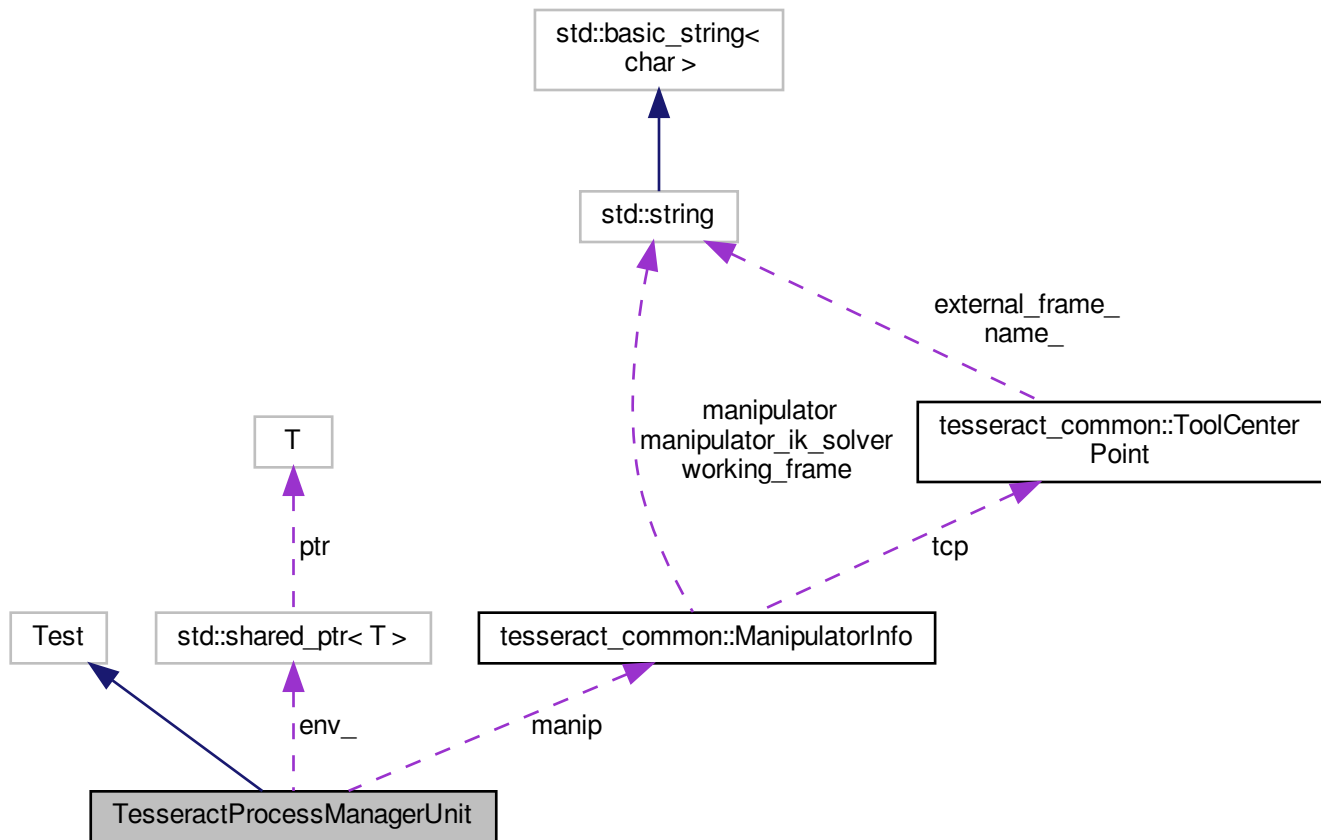 std::basic_string<
char >
std::string
external_frame_
name_
manipulator
manipulator_ik_solver
working_frame
tesseract_common::ToolCenter
Point
T
ptr
tcp
Test
std::shared_ptr< T >
tesseract_common::ManipulatorInfo
env_
manip
TesseractProcessManagerUnit